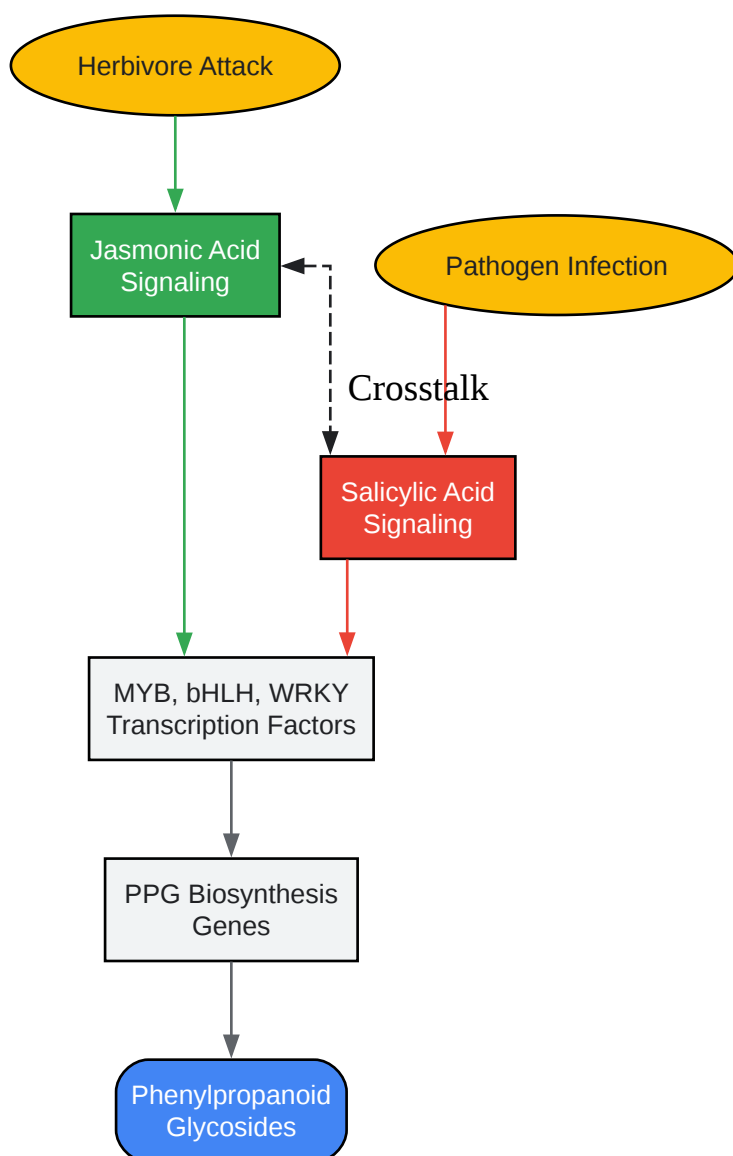 Herbivore Attack
Jasmonic Acid
Signaling
Pathogen Infection
Crosstalk
Salicylic Acid
Signaling
MYB, bHLH, WRKY
Transcription Factors
PPG Biosynthesis
Genes
Phenylpropanoid
Glycosides